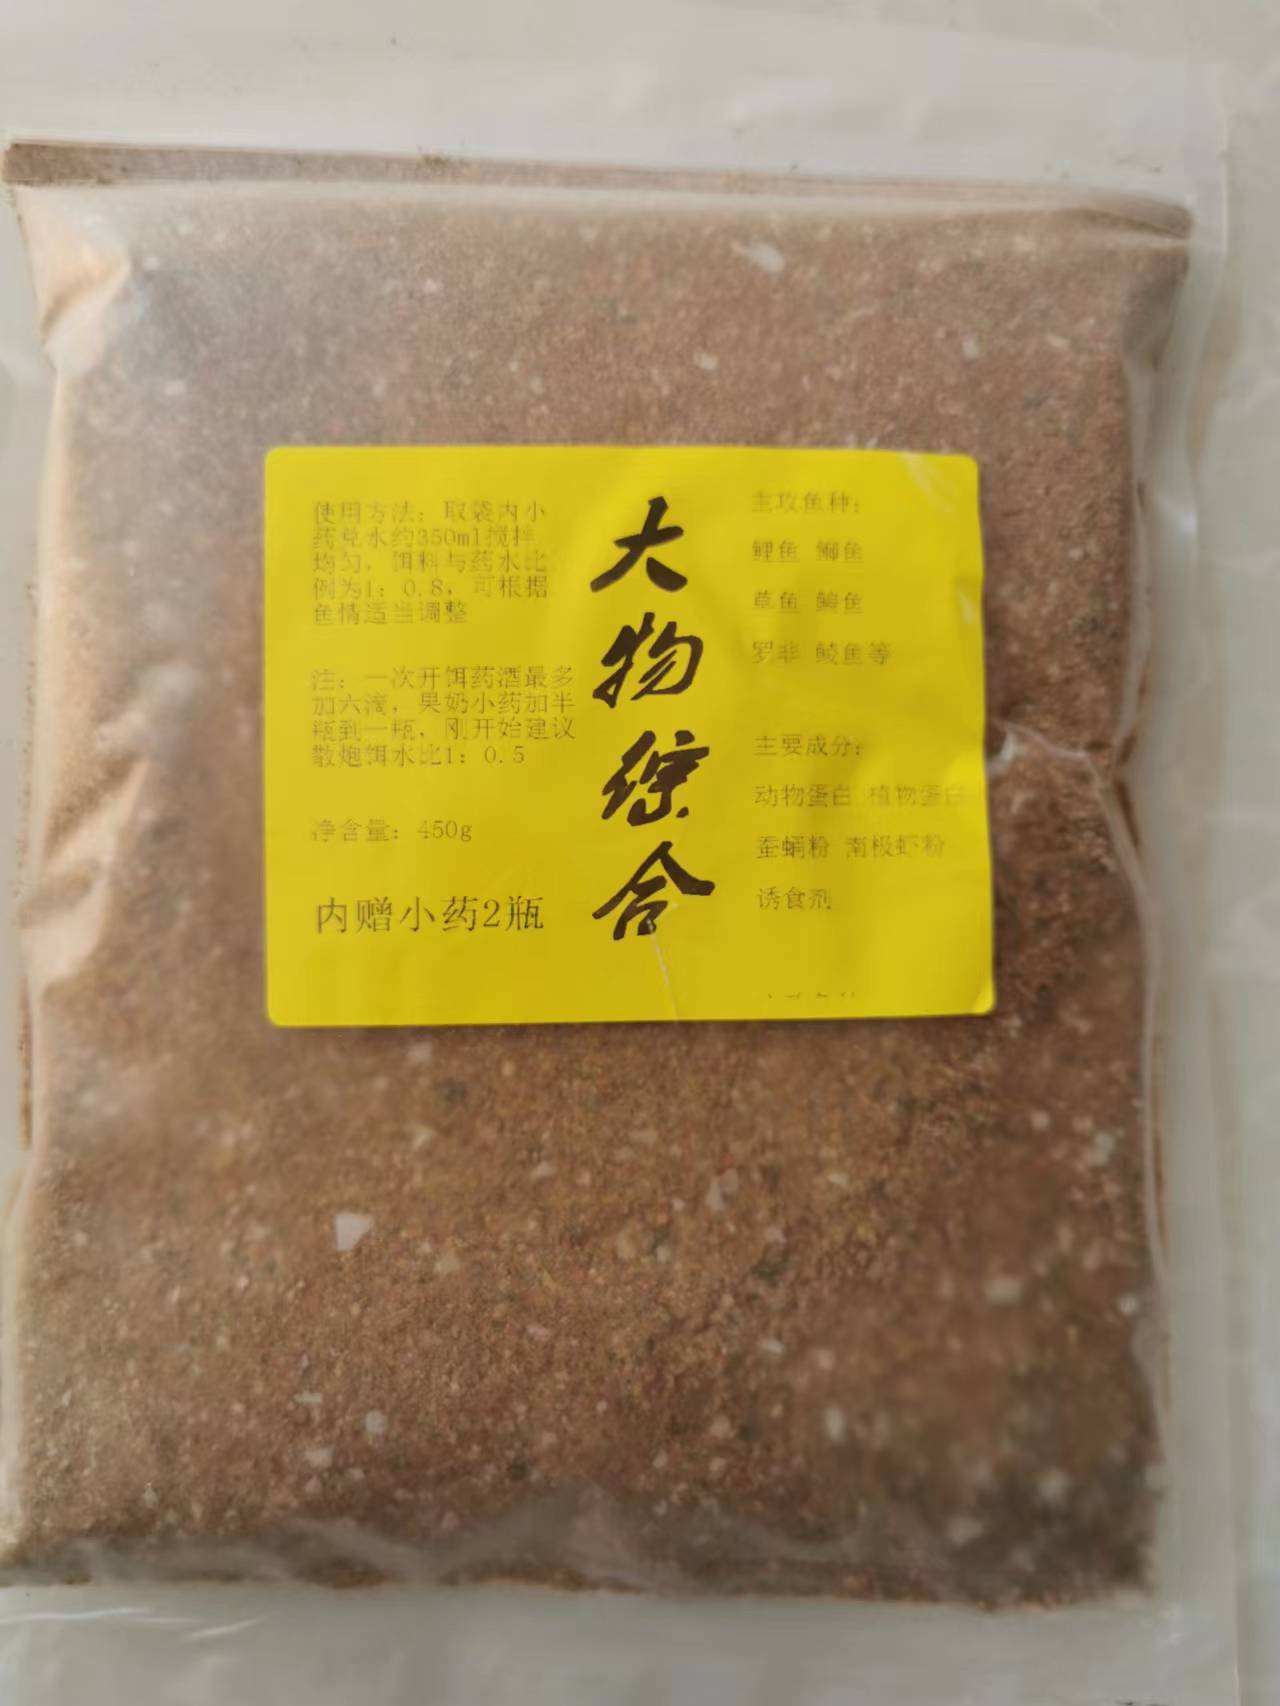 使用方法：取袋内小
药兑水约350ml搅拌
均匀，饵料与药水比
例为1：0.8，可根据
鱼情适当调整
注：一次开饵药酒最多
加六滴，果奶小药加半
瓶到一瓶，刚开始建议
散炮饵水比1：0.5
净含量：450g
内赠小药2瓶
大物综合
主攻鱼种：
鲤鱼 鳊鱼
草鱼
罗非 鲮鱼等
主要成分：
动物蛋白 植物蛋白
蚕蛹粉 南极虾粉
诱食剂